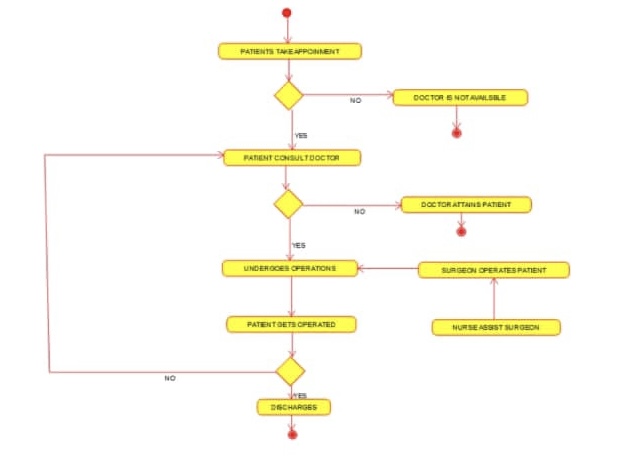 PATIENTS TAKE APPOINMENT
NO
DOCTOR IS NOT AVAILSBLE
YES
PATIENT CONSULT DOCTOR
NO
DOCTOR ATTAINS PATIENT
YES
UNDERGOES OPERATIONS
SURGEON OPERATES PATIENT
PATIENT GETS OPERATED
NURSE ASSIST SURGEON
NO
YES
DISCHARGES